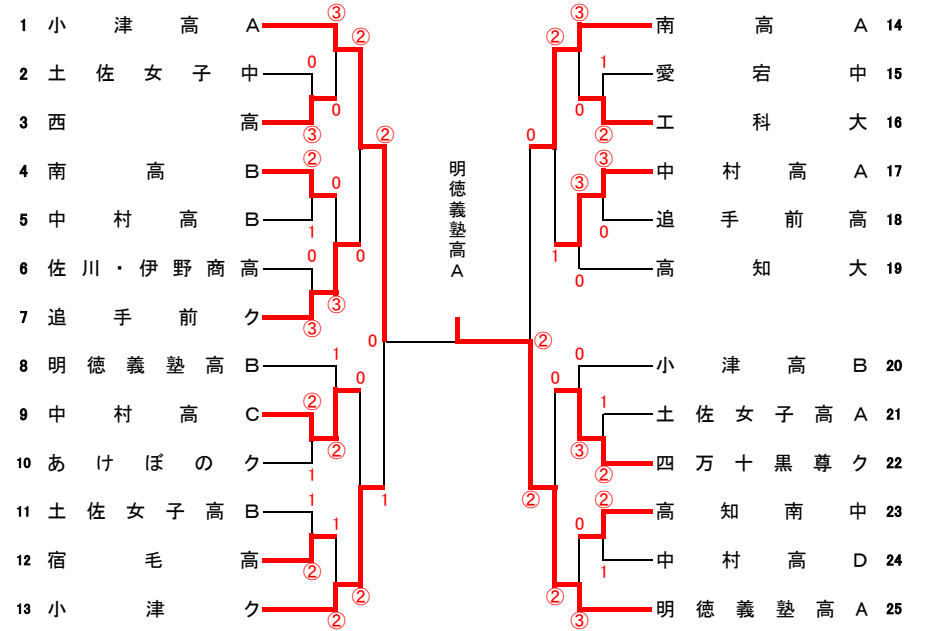 1 小津高A ③
② 
2 土佐女子中 0
0
3 西高 ③
②
4 南高B ②
0
5 中村高B 1
0
6 佐川・伊野商高 0
③
7 追手前ク ③
0
8 明徳義塾高B 1
0
9 中村高C ②
②
10 あけぼのク 1
1
11 土佐女子高B 1
1
12 宿毛高 ②
②
13 小津ク ②
明徳義塾高A
③ 南高A 14
②
1 愛宕中 15
0
② 工科大 16
0
③ 中村高A 17
③
0 追手前高 18
1
0 高知大 19
②
0 小津高B 20
0
1 土佐女子高A 21
③
② 四万十黒尊ク 22
②
② 高知南中 23
0
1 中村高D 24
②
③ 明徳義塾高A 25